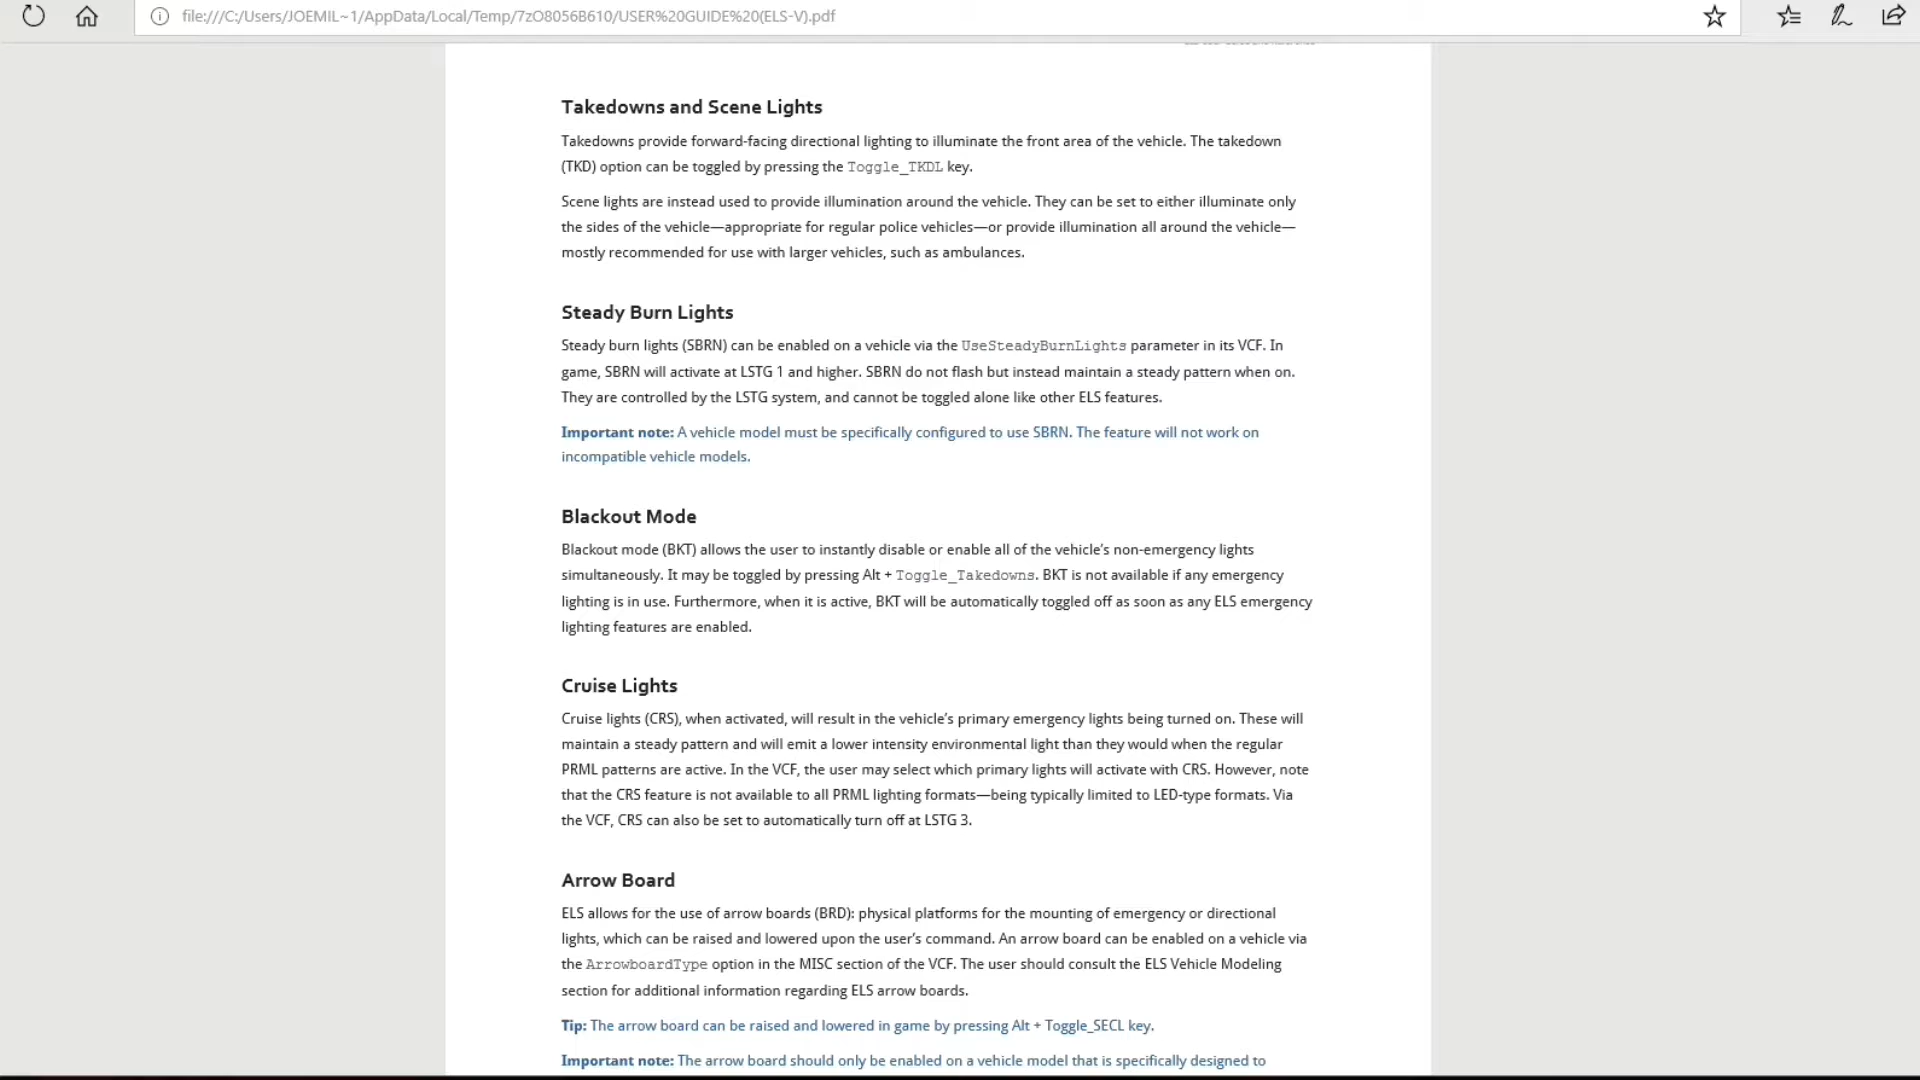 file:///C:/Users/JOEMIL~1/AppData/Local/Temp/7zO8056B610/USER%20GUIDE%20(ELS-V).pdf
Takedowns and Scene Lights
Takedowns provide forward-facing directional lighting to illuminate the front area of the vehicle. The takedown
(TKD) option can be toggled by pressing the Toggle_TKDL key.
Scene lights are instead used to provide illumination around the vehicle. They can be set to either illuminate only
the sides of the vehicle—appropriate for regular police vehicles—or provide illumination all around the vehicle—
mostly recommended for use with larger vehicles, such as ambulances.
Steady Burn Lights
Steady burn lights (SBRN) can be enabled on a vehicle via the UseSteadyBurnLights parameter in its VCF. In
game, SBRN will activate at LSTG 1 and higher. SBRN do not flash but instead maintain a steady pattern when on.
They are controlled by the LSTG system, and cannot be toggled alone like other ELS features.
Important note: A vehicle model must be specifically configured to use SBRN. The feature will not work on
incompatible vehicle models.
Blackout Mode
Blackout mode (BKT) allows the user to instantly disable or enable all of the vehicle's non-emergency lights
simultaneously. It may be toggled by pressing Alt + Toggle_Takedowns. BKT is not available if any emergency
lighting is in use. Furthermore, when it is active, BKT will be automatically toggled off as soon as any ELS emergency
lighting features are enabled.
Cruise Lights
Cruise lights (CRS), when activated, will result in the vehicle's primary emergency lights being turned on. These will
maintain a steady pattern and will emit a lower intensity environmental light than they would when the regular
PRML patterns are active. In the VCF, the user may select which primary lights will activate with CRS. However, note
that the CRS feature is not available to all PRML lighting formats—being typically limited to LED-type formats. Via
the VCF, CRS can also be set to automatically turn off at LSTG 3.
Arrow Board
ELS allows for the use of arrow boards (BRD): physical platforms for the mounting of emergency or directional
lights, which can be raised and lowered upon the user's command. An arrow board can be enabled on a vehicle via
the ArrowboardType option in the MISC section of the VCF. The user should consult the ELS Vehicle Modeling
section for additional information regarding ELS arrow boards.
Tip: The arrow board can be raised and lowered in game by pressing Alt + Toggle_SECL key.
Important note: The arrow board should only be enabled on a vehicle model that is specifically designed to